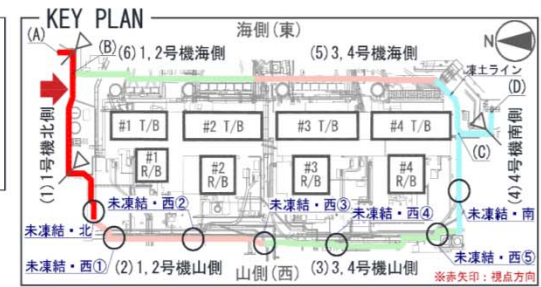 KEY PLAN
海側(東)
(A)
(B)
(6)1,2号機海側
(5)3,4号機海側
N
凍土ライン
(D)
#1 T/B
#2 T/B
#3 T/B
#4 T/B
(C)
(1)1号機北側
#1
R/B
#2
R/B
#3
R/B
#4
R/B
(4)4号機南側
未凍結・西②
未凍結・西③
未凍結・西④
未凍結・南
未凍結・北
未凍結・西①
(2)1,2号機山側
山側(西)
(3)3,4号機山側
未凍結・西⑤
※赤矢印:視点方向